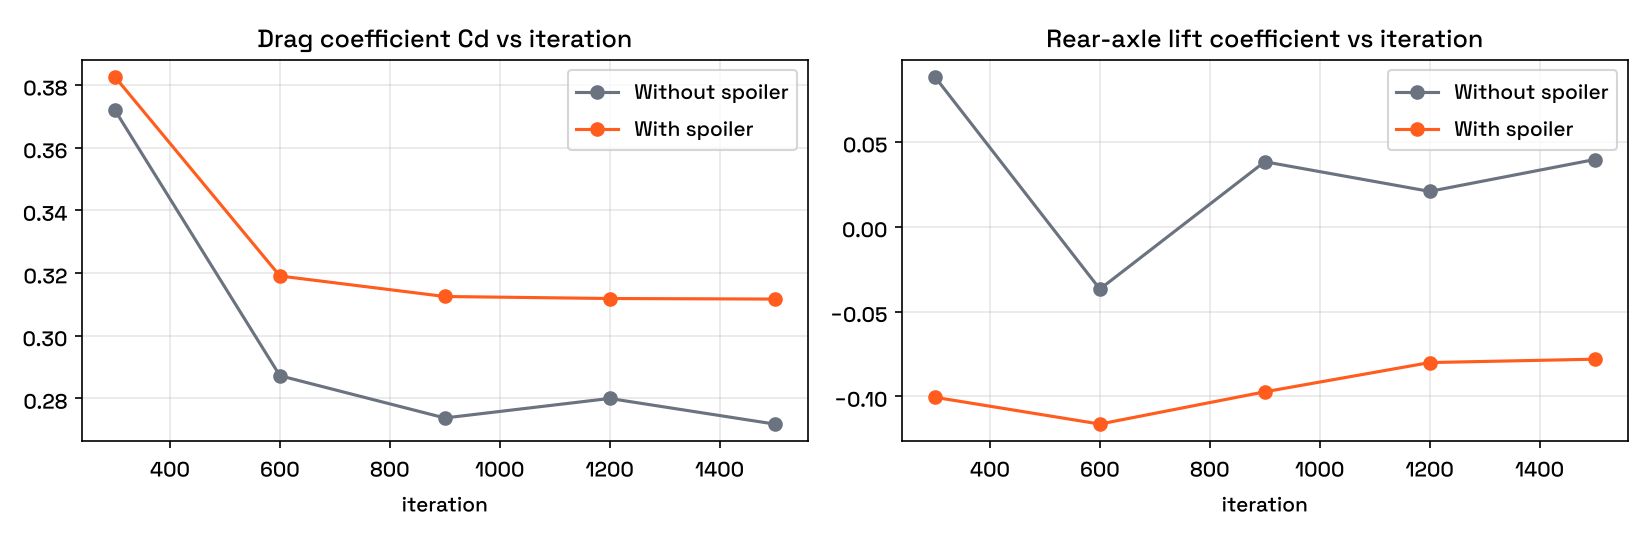 Drag coefficient Cd vs iteration
0.38
0.36
0.34
0.32
0.30
0.28
400 600 800 1000 1200 1400
iteration
Without spoiler
With spoiler
Rear-axle lift coefficient vs iteration
0.05
0.00
−0.05
−0.10
400 600 800 1000 1200 1400
iteration
Without spoiler
With spoiler